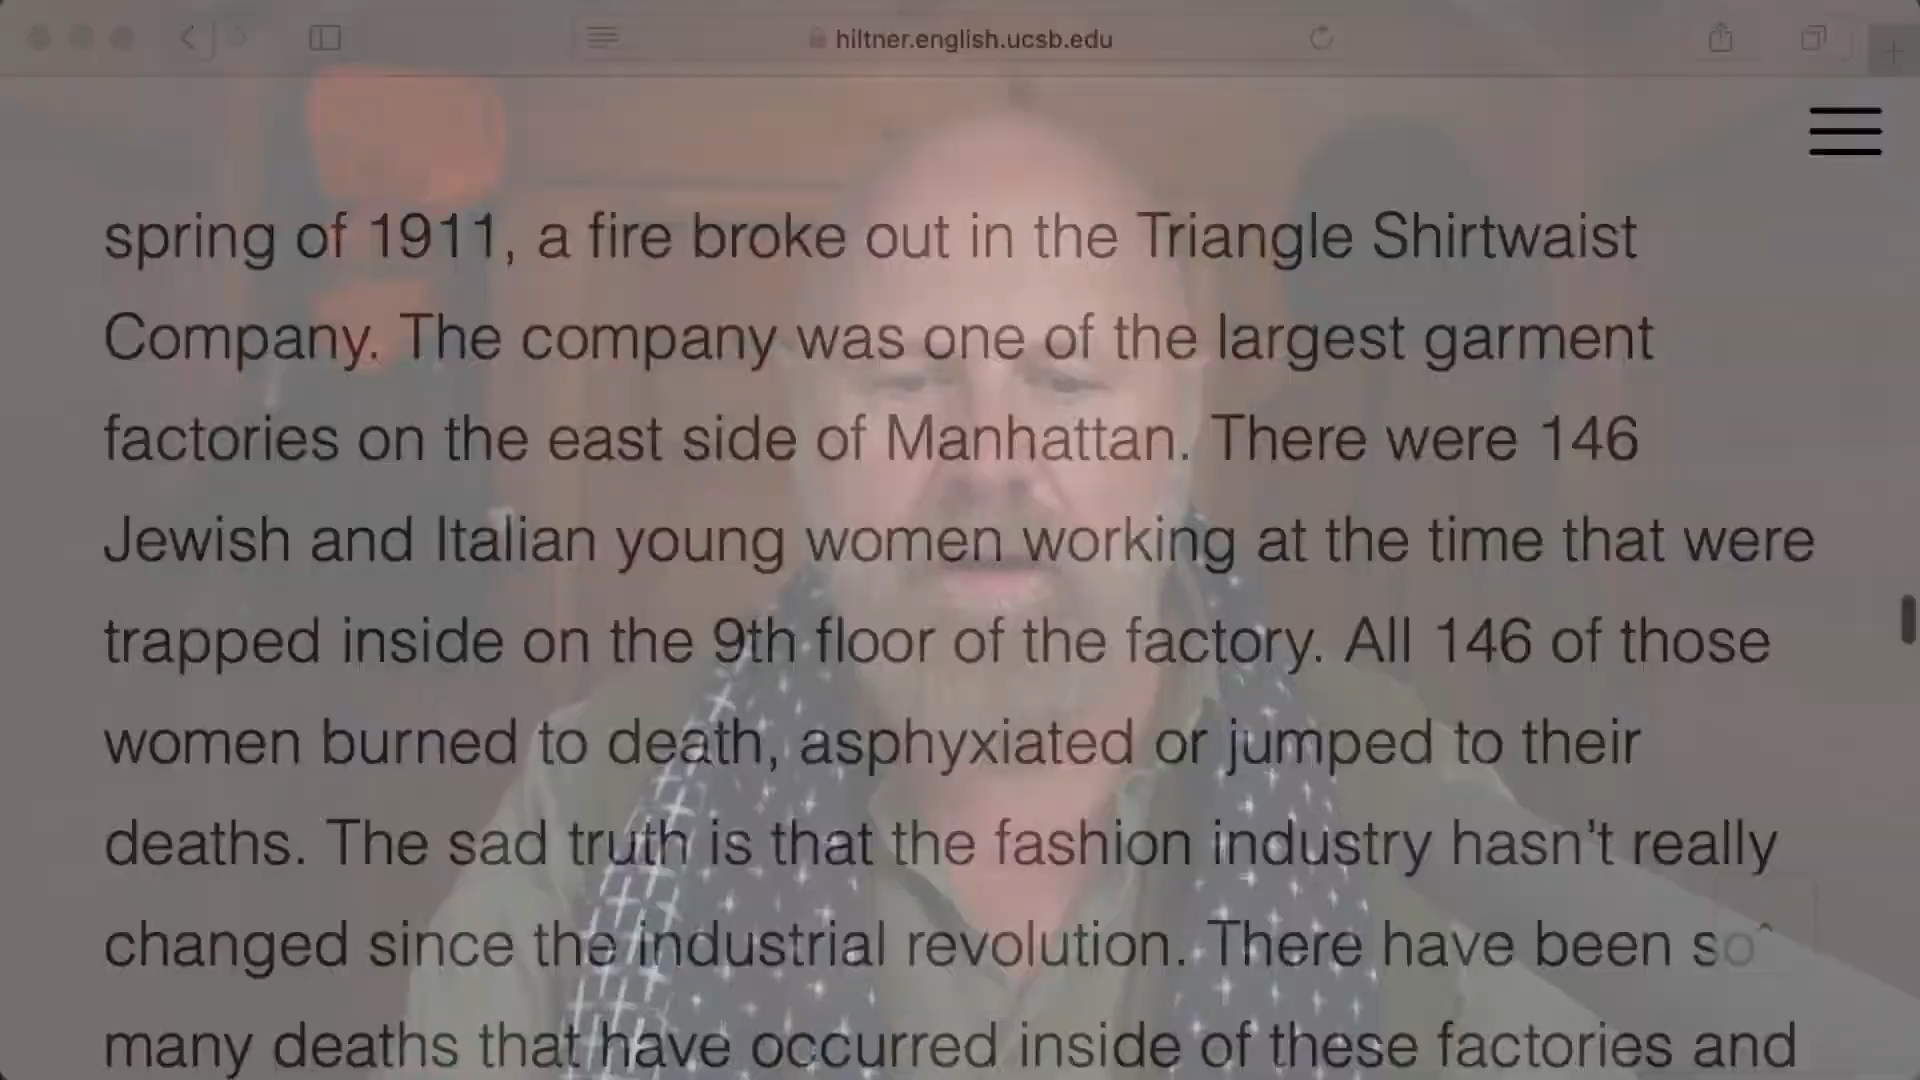 hiltner.english.ucsb.edu
spring of 1911, a fire broke out in the Triangle Shirtwaist
Company. The company was one of the largest garment
factories on the east side of Manhattan. There were 146
Jewish and Italian young women working at the time that were
trapped inside on the 9th floor of the factory. All 146 of those
women burned to death, asphyxiated or jumped to their
deaths. The sad truth is that the fashion industry hasn't really
changed since the industrial revolution. There have been so
many deaths that have occurred inside of these factories and